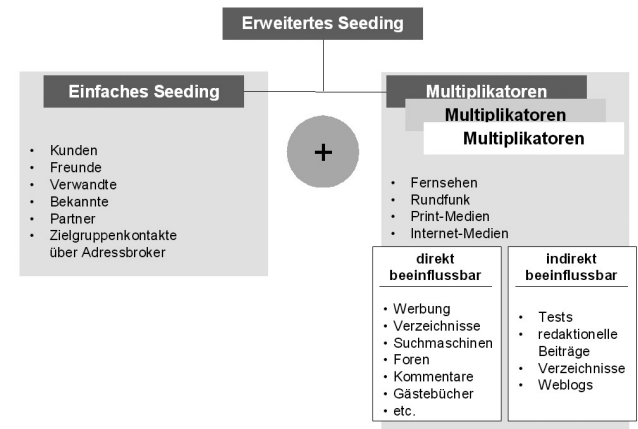 Erweitertes Seeding
Einfaches Seeding
• Kunden
• Freunde
• Verwandte
• Bekannte
• Partner
• Zielgruppenkontakte
über Adressbroker
+
Multiplikatoren
Multiplikatoren
Multiplikatoren
• Fernsehen
• Rundfunk
• Print-Medien
• Internet-Medien
direkt
beeinflussbar
• Werbung
• Verzeichnisse
• Suchmaschinen
• Foren
• Kommentare
• Gästebücher
• etc.
indirekt
beeinflussbar
• Tests
• redaktionelle
Beiträge
• Verzeichnisse
• Weblogs